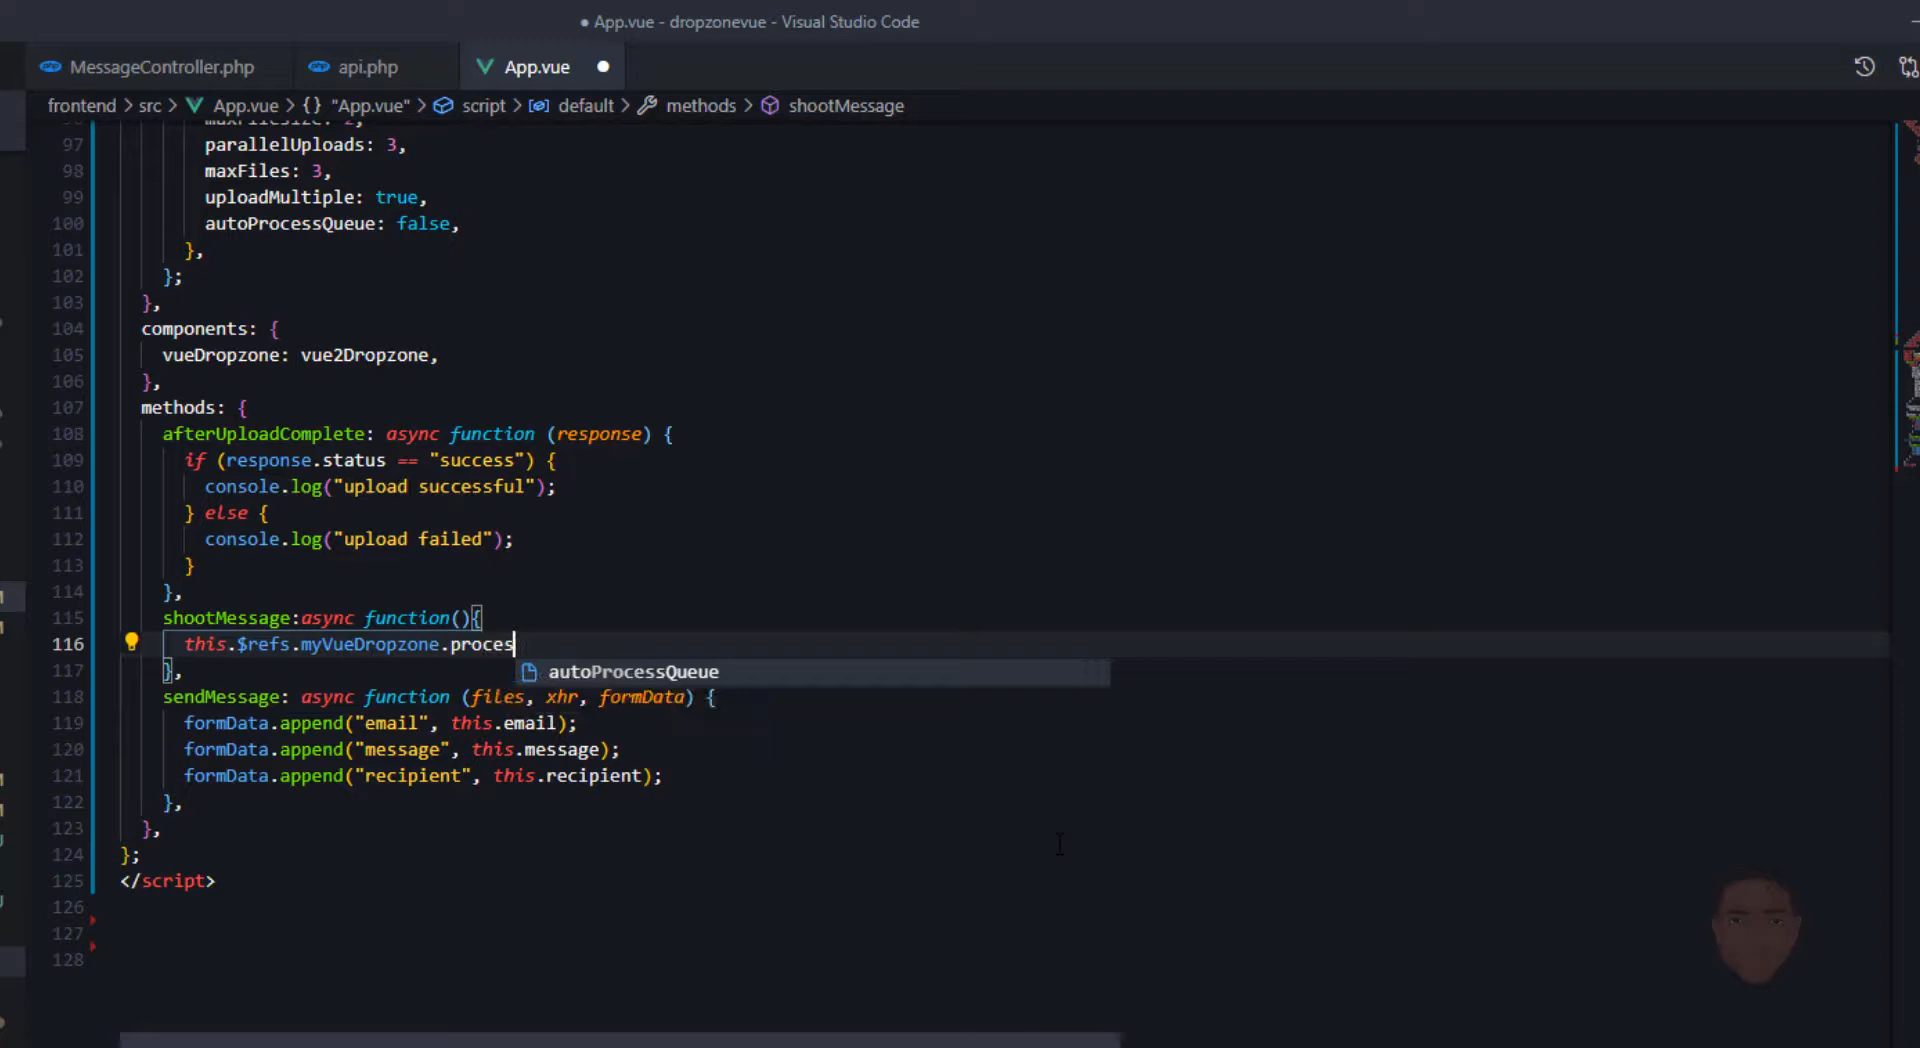 ● App.vue - dropzonevue - Visual Studio Code
MessageController.php
api.php
App.vue
frontend > src > App.vue > {} "App.vue" > script > default > methods > shootMessage
97 parallelUploads: 3,
98 maxFiles: 3,
99 uploadMultiple: true,
100 autoProcessQueue: false,
101 },
102 };
103 },
104 components: {
105 vueDropzone: vue2Dropzone,
106 },
107 methods: {
108 afterUploadComplete: async function (response) {
109 if (response.status == "success") {
110 console.log("upload successful");
111 } else {
112 console.log("upload failed");
113 }
114 },
115 shootMessage:async function(){
116 this.$refs.myVueDropzone.proces
117 },
autoProcessQueue
118 sendMessage: async function (files, xhr, formData) {
119 formData.append("email", this.email);
120 formData.append("message", this.message);
121 formData.append("recipient", this.recipient);
122 },
123 },
124 };
125 </script>
126
127
128